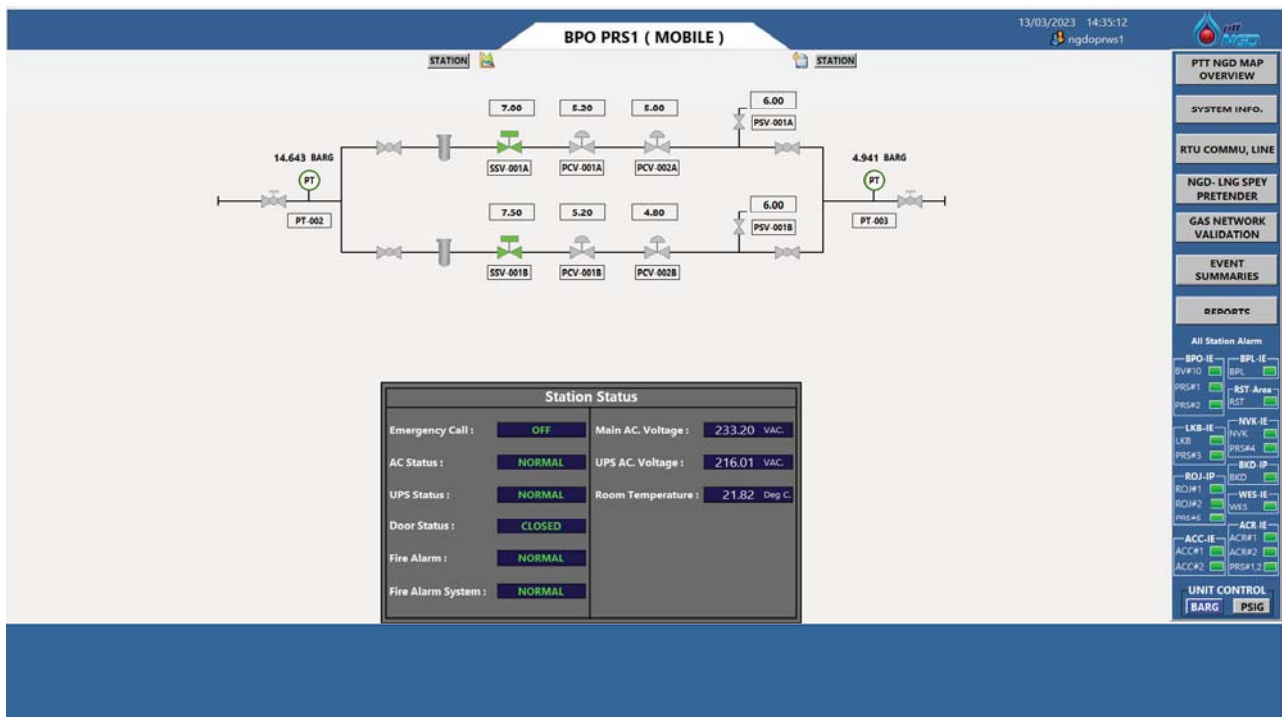 13/03/2023 14:35:12
BPO PRS1 ( MOBILE )
ngdoprws1
ptt
NGD
STATION
STATION
7.00 5.20 5.00 6.00
PSV-001A
14.643 BARG
SSV-001A PCV-001A PCV-002A
4.941 BARG
PT
PT
PT-002
7.50 5.20 4.80 6.00
PSV-001B
PT-003
SSV-001B PCV-001B PCV-002B
Station Status
Emergency Call : OFF Main AC. Voltage : 233.20 VAC.
AC Status : NORMAL UPS AC. Voltage : 216.01 VAC.
UPS Status : NORMAL Room Temperature : 21.82 Deg C.
Door Status : CLOSED
Fire Alarm : NORMAL
Fire Alarm System : NORMAL
PTT NGD MAP
OVERVIEW
SYSTEM INFO.
RTU COMMU, LINE
NGD- LNG SPEY
PRETENDER
GAS NETWORK
VALIDATION
EVENT
SUMMARIES
REPORTS
All Station Alarm
BPO-IE
BV#10
PRS#1
PRS#2
BPL-IE
BPL
RST-Area
RST
LKB-IE
LKB
PRS#3
NVK-IE
NVK
PRS#4
BKD-IP
BKD
ROJ-IP
ROJ#1
ROJ#2
WES-IE
WES
ACC-IE
ACC#1
ACC#2
ACR-IE
ACR#1
ACR#2
PRS#1,2
UNIT CONTROL
BARG PSIG